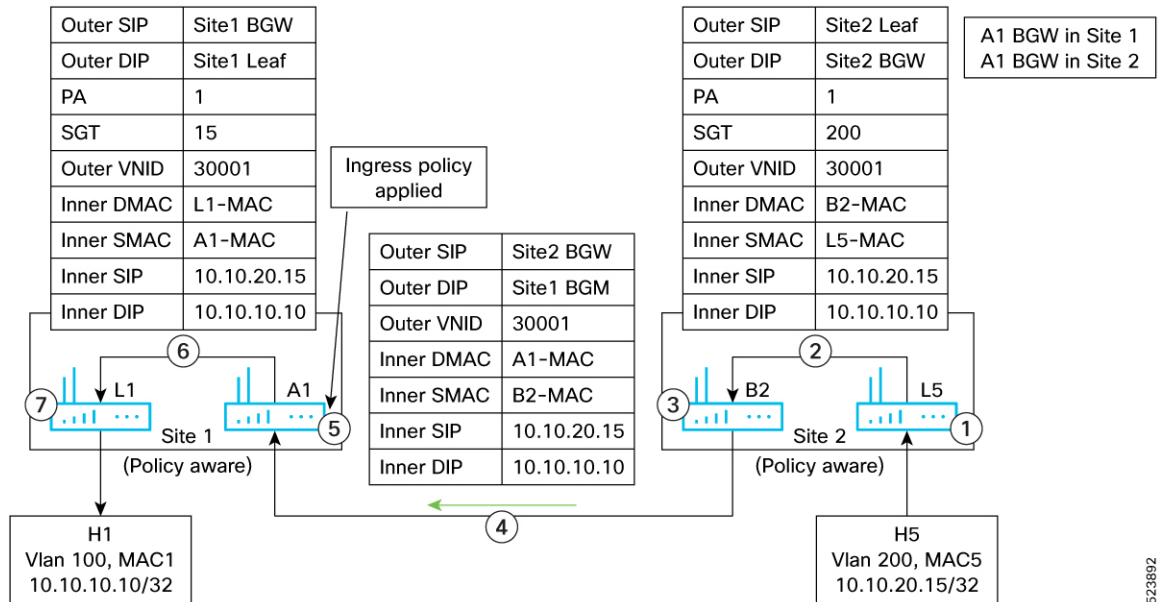 Outer SIP Site1 BGW
Outer DIP Site1 Leaf
PA 1
SGT 15
Outer VNID 30001
Inner DMAC L1-MAC
Inner SMAC A1-MAC
Inner SIP 10.10.20.15
Inner DIP 10.10.10.10
Ingress policy
applied
Outer SIP Site2 BGW
Outer DIP Site1 BGM
Outer VNID 30001
Inner DMAC A1-MAC
Inner SMAC B2-MAC
Inner SIP 10.10.20.15
Inner DIP 10.10.10.10
Outer SIP Site2 Leaf
Outer DIP Site2 BGW
PA 1
SGT 200
Outer VNID 30001
Inner DMAC B2-MAC
Inner SMAC L5-MAC
Inner SIP 10.10.20.15
Inner DIP 10.10.10.10
A1 BGW in Site 1
A1 BGW in Site 2
6
7
L1
A1
5
Site 1
(Policy aware)
2
3
B2
L5
1
Site 2
(Policy aware)
4
H1
Vlan 100, MAC1
10.10.10.10/32
H5
Vlan 200, MAC5
10.10.20.15/32
523892